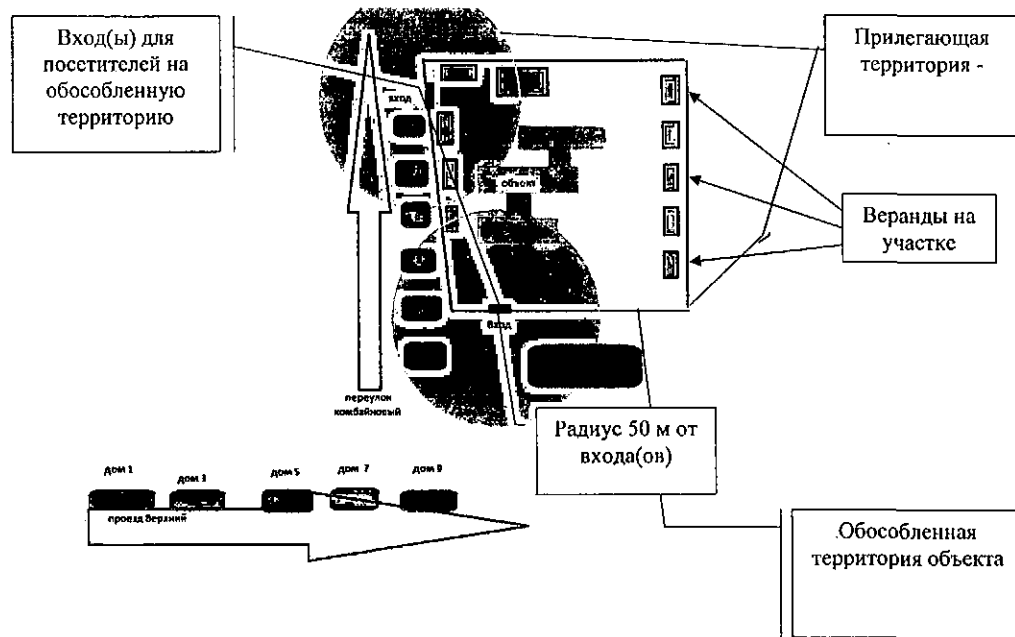 Вход(ы) для
посетителей на
обособленную
территорию
Прилегающая
территория -
вход
объект
Веранды на
участке
вход
переулок
комбайновый
Радиус 50 м от
входа(ов)
дом 1
дом 3
дом 5
дом 7
дом 9
проезд Верхний
.Обособленная
территория объекта